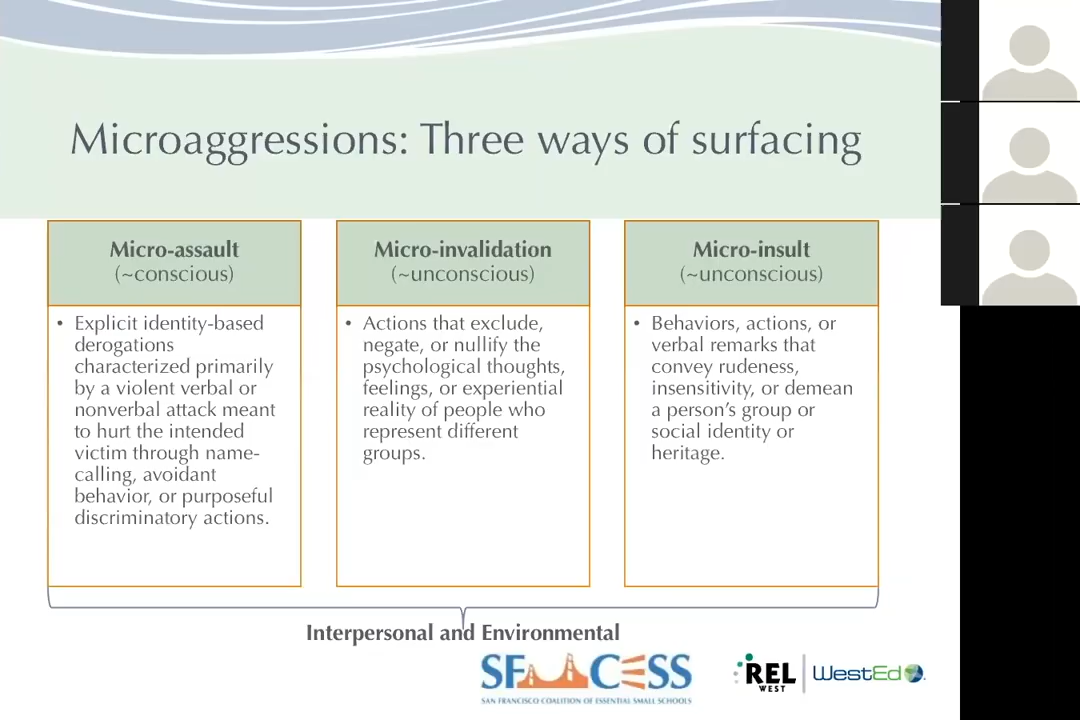 Microaggressions: Three ways of surfacing
Micro-assault
(~conscious)
• Explicit identity-based
derogations
characterized primarily
by a violent verbal or
nonverbal attack meant
to hurt the intended
victim through name-
calling, avoidant
behavior, or purposeful
discriminatory actions.
Micro-invalidation
(~unconscious)
• Actions that exclude,
negate, or nullify the
psychological thoughts,
feelings, or experiential
reality of people who
represent different
groups.
Micro-insult
(~unconscious)
• Behaviors, actions, or
verbal remarks that
convey rudeness,
insensitivity, or demean
a person’s group or
social identity or
heritage.
Interpersonal and Environmental
SF CESS
SAN FRANCISCO COALITION OF ESSENTIAL SMALL SCHOOLS
REL
WEST
WestEd